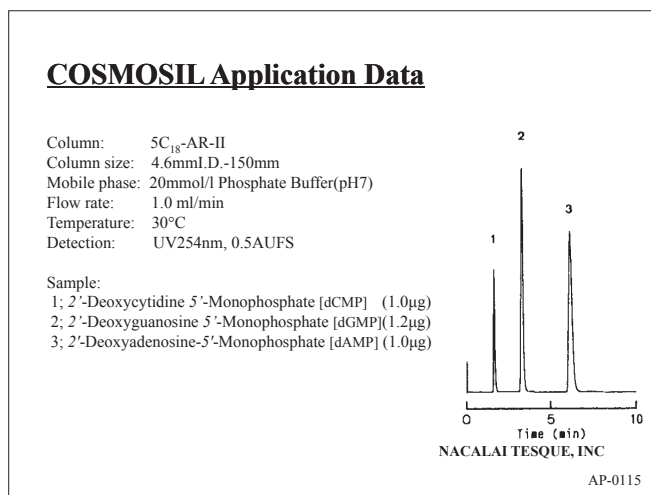 COSMOSIL Application Data
Column: 5C18-AR-II
Column size: 4.6mmI.D.-150mm
Mobile phase: 20mmol/l Phosphate Buffer(pH7)
Flow rate: 1.0 ml/min
Temperature: 30°C
Detection: UV254nm, 0.5AUFS
Sample:
1; 2’-Deoxycytidine 5’-Monophosphate [dCMP] (1.0μg)
2; 2’-Deoxyguanosine 5’-Monophosphate [dGMP](1.2μg)
3; 2'-Deoxyadenosine-5'-Monophosphate [dAMP] (1.0μg)
1
2
3
0 5 10
Time (min)
NACALAI TESQUE, INC
AP-0115